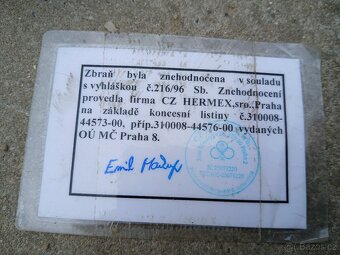 Zbraň byla znehodnocena v souladu
s vyhláškou č.216/96 Sb. Znehodnocení
provedla firma CZ HERMEX,sro.,Praha
na základě koncesní listiny č.310008-
44573-00, příp.310008-44576-00 vydaných
OÚ MČ Praha 8.
Emil